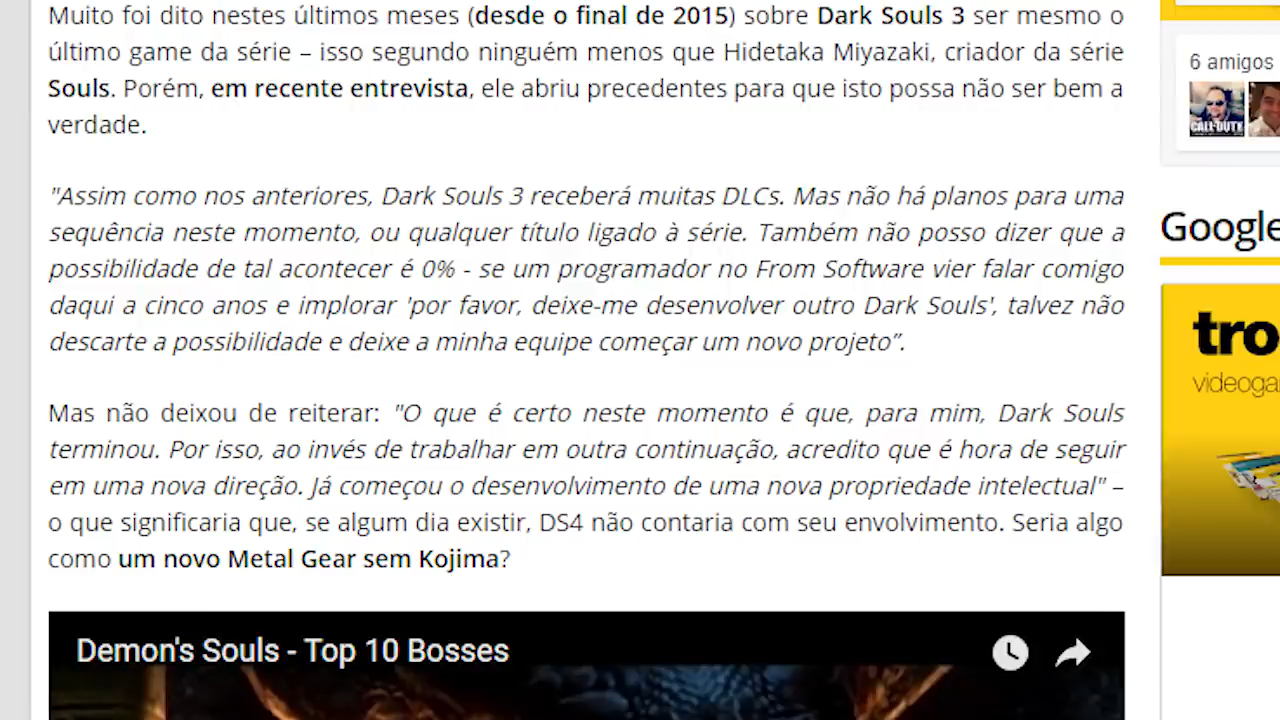 Muito foi dito nestes últimos meses (desde o final de 2015) sobre Dark Souls 3 ser mesmo o
último game da série – isso segundo ninguém menos que Hidetaka Miyazaki, criador da série
Souls. Porém, em recente entrevista, ele abriu precedentes para que isto possa não ser bem a
verdade.
"Assim como nos anteriores, Dark Souls 3 receberá muitas DLCs. Mas não há planos para uma
sequência neste momento, ou qualquer título ligado à série. Também não posso dizer que a
possibilidade de tal acontecer é 0% - se um programador no From Software vier falar comigo
daqui a cinco anos e implorar 'por favor, deixe-me desenvolver outro Dark Souls', talvez não
descarte a possibilidade e deixe a minha equipe começar um novo projeto”.
Mas não deixou de reiterar: "O que é certo neste momento é que, para mim, Dark Souls
terminou. Por isso, ao invés de trabalhar em outra continuação, acredito que é hora de seguir
em uma nova direção. Já começou o desenvolvimento de uma nova propriedade intelectual" –
o que significaria que, se algum dia existir, DS4 não contaria com seu envolvimento. Seria algo
como um novo Metal Gear sem Kojima?
Demon's Souls - Top 10 Bosses
6 amigos
CALL DUTY
Google
tro
videoga